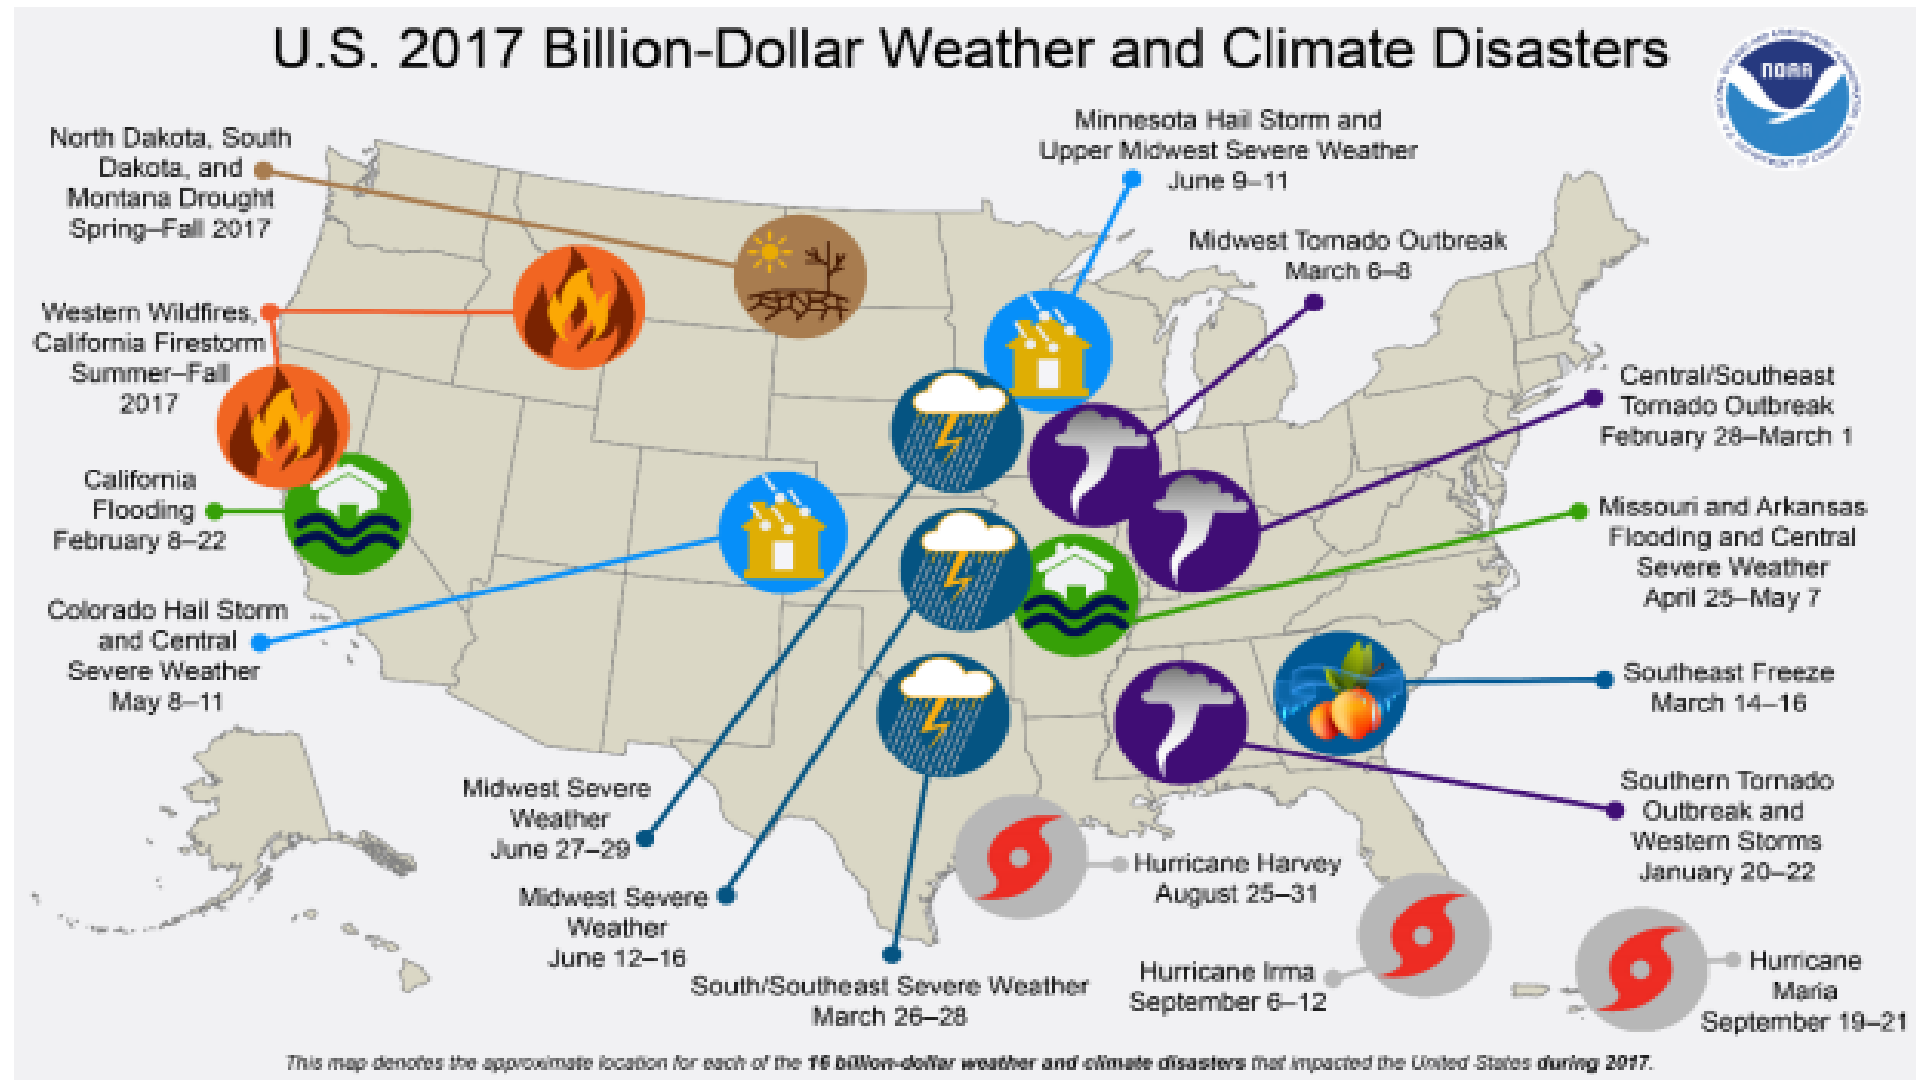 U.S. 2017 Billion-Dollar Weather and Climate Disasters
NOAA
North Dakota, South
Dakota, and
Montana Drought
Spring–Fall 2017
Minnesota Hail Storm and
Upper Midwest Severe Weather
June 9–11
Midwest Tornado Outbreak
March 6–8
Western Wildfires,
California Firestorm
Summer–Fall
2017
Central/Southeast
Tornado Outbreak
February 28–March 1
California
Flooding
February 8–22
Missouri and Arkansas
Flooding and Central
Severe Weather
April 25–May 7
Colorado Hail Storm
and Central
Severe Weather
May 8–11
Southeast Freeze
March 14–16
Midwest Severe
Weather
June 27–29
Southern Tornado
Outbreak and
Western Storms
January 20–22
Midwest Severe
Weather
June 12–16
Hurricane Harvey
August 25–31
South/Southeast Severe Weather
March 26–28
Hurricane Irma
September 6–12
Hurricane
Maria
September 19–21
This map denotes the approximate location for each of the 16 billion-dollar weather and climate disasters that impacted the United States during 2017.